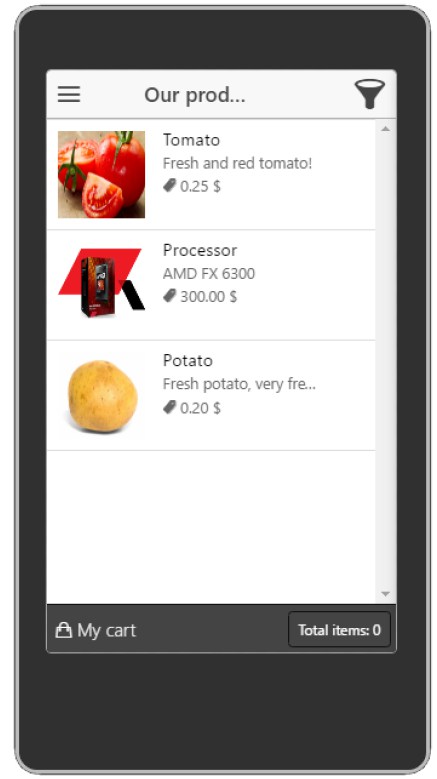 Our prod...
Tomato
Fresh and red tomato!
0.25 $
Processor
AMD FX 6300
300.00 $
Potato
Fresh potato, very fre...
0.20 $
My cart
Total items: 0